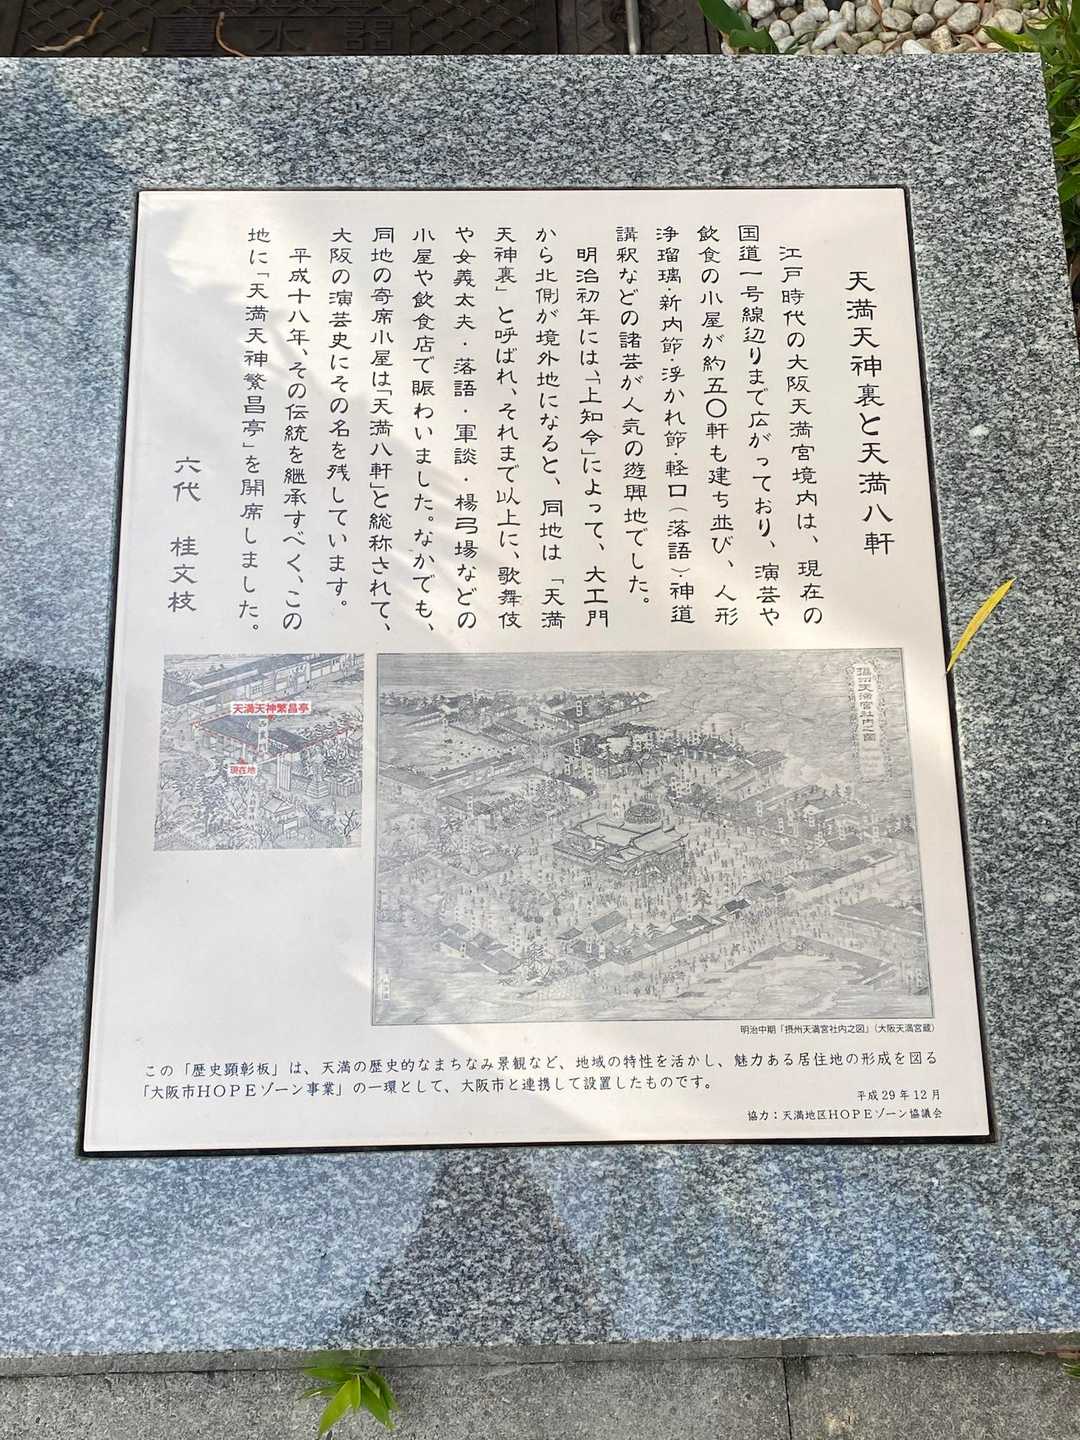 天満天神裏と天満八軒
江戸時代の大阪天満宮境内は、現在の
国道一号線辺りまで広がっており、演芸や
飲食の小屋が約五〇軒も建ち並び、人形
浄瑠璃・新内節・浮かれ節・軽口（落語）・神道
講釈などの諸芸が人気の遊興地でした。
明治初年には、「上知令」によって、大工門
から北側が境外地になると、同地は「天満
天神裏」と呼ばれ、それまで以上に、歌舞伎
や女義太夫・落語・軍談・楊弓場などの
小屋や飲食店で賑わいました。なかでも、
同地の寄席小屋は「天満八軒」と総称されて、
大阪の演芸史にその名を残しています。
平成十八年、その伝統を継承すべく、この
地に「天満天神繁昌亭」を開席しました。
六代 桂文枝
天満天神繁昌亭
現在地
摂州天満宮社内之図
明治中期「摂州天満宮社内之図」（大阪天満宮蔵）
この「歴史顕彰板」は、天満の歴史的なまちなみ景観など、地域の特性を活かし、魅力ある居住地の形成を図る
「大阪市HOPEゾーン事業」の一環として、大阪市と連携して設置したものです。
平成29年12月
協力：天満地区HOPEゾーン協議会